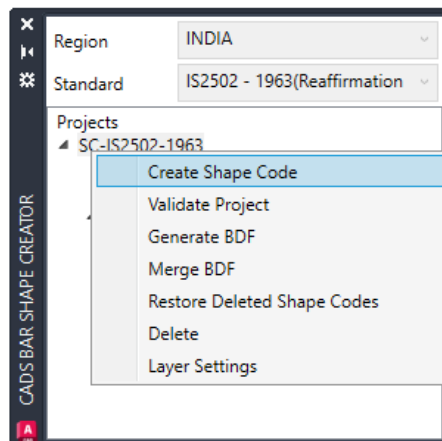 Region INDIA
Standard IS2502 - 1963(Reaffirmation
Projects
SC-IS2502-1963
Create Shape Code
Validate Project
Generate BDF
Merge BDF
Restore Deleted Shape Codes
Delete
Layer Settings
CADS BAR SHAPE CREATOR
A